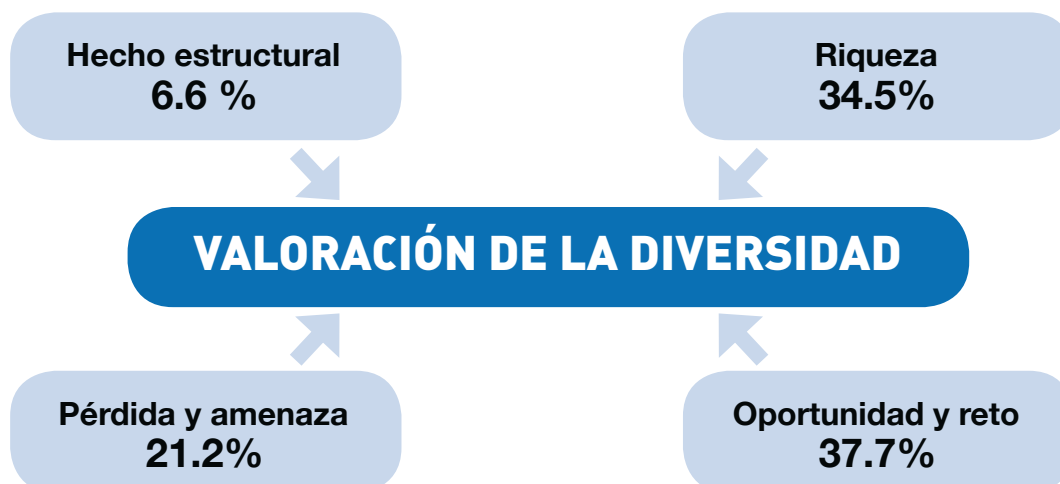 Hecho estructural
6.6 %
Riqueza
34.5%
VALORACIÓN DE LA DIVERSIDAD
Pérdida y amenaza
21.2%
Oportunidad y reto
37.7%